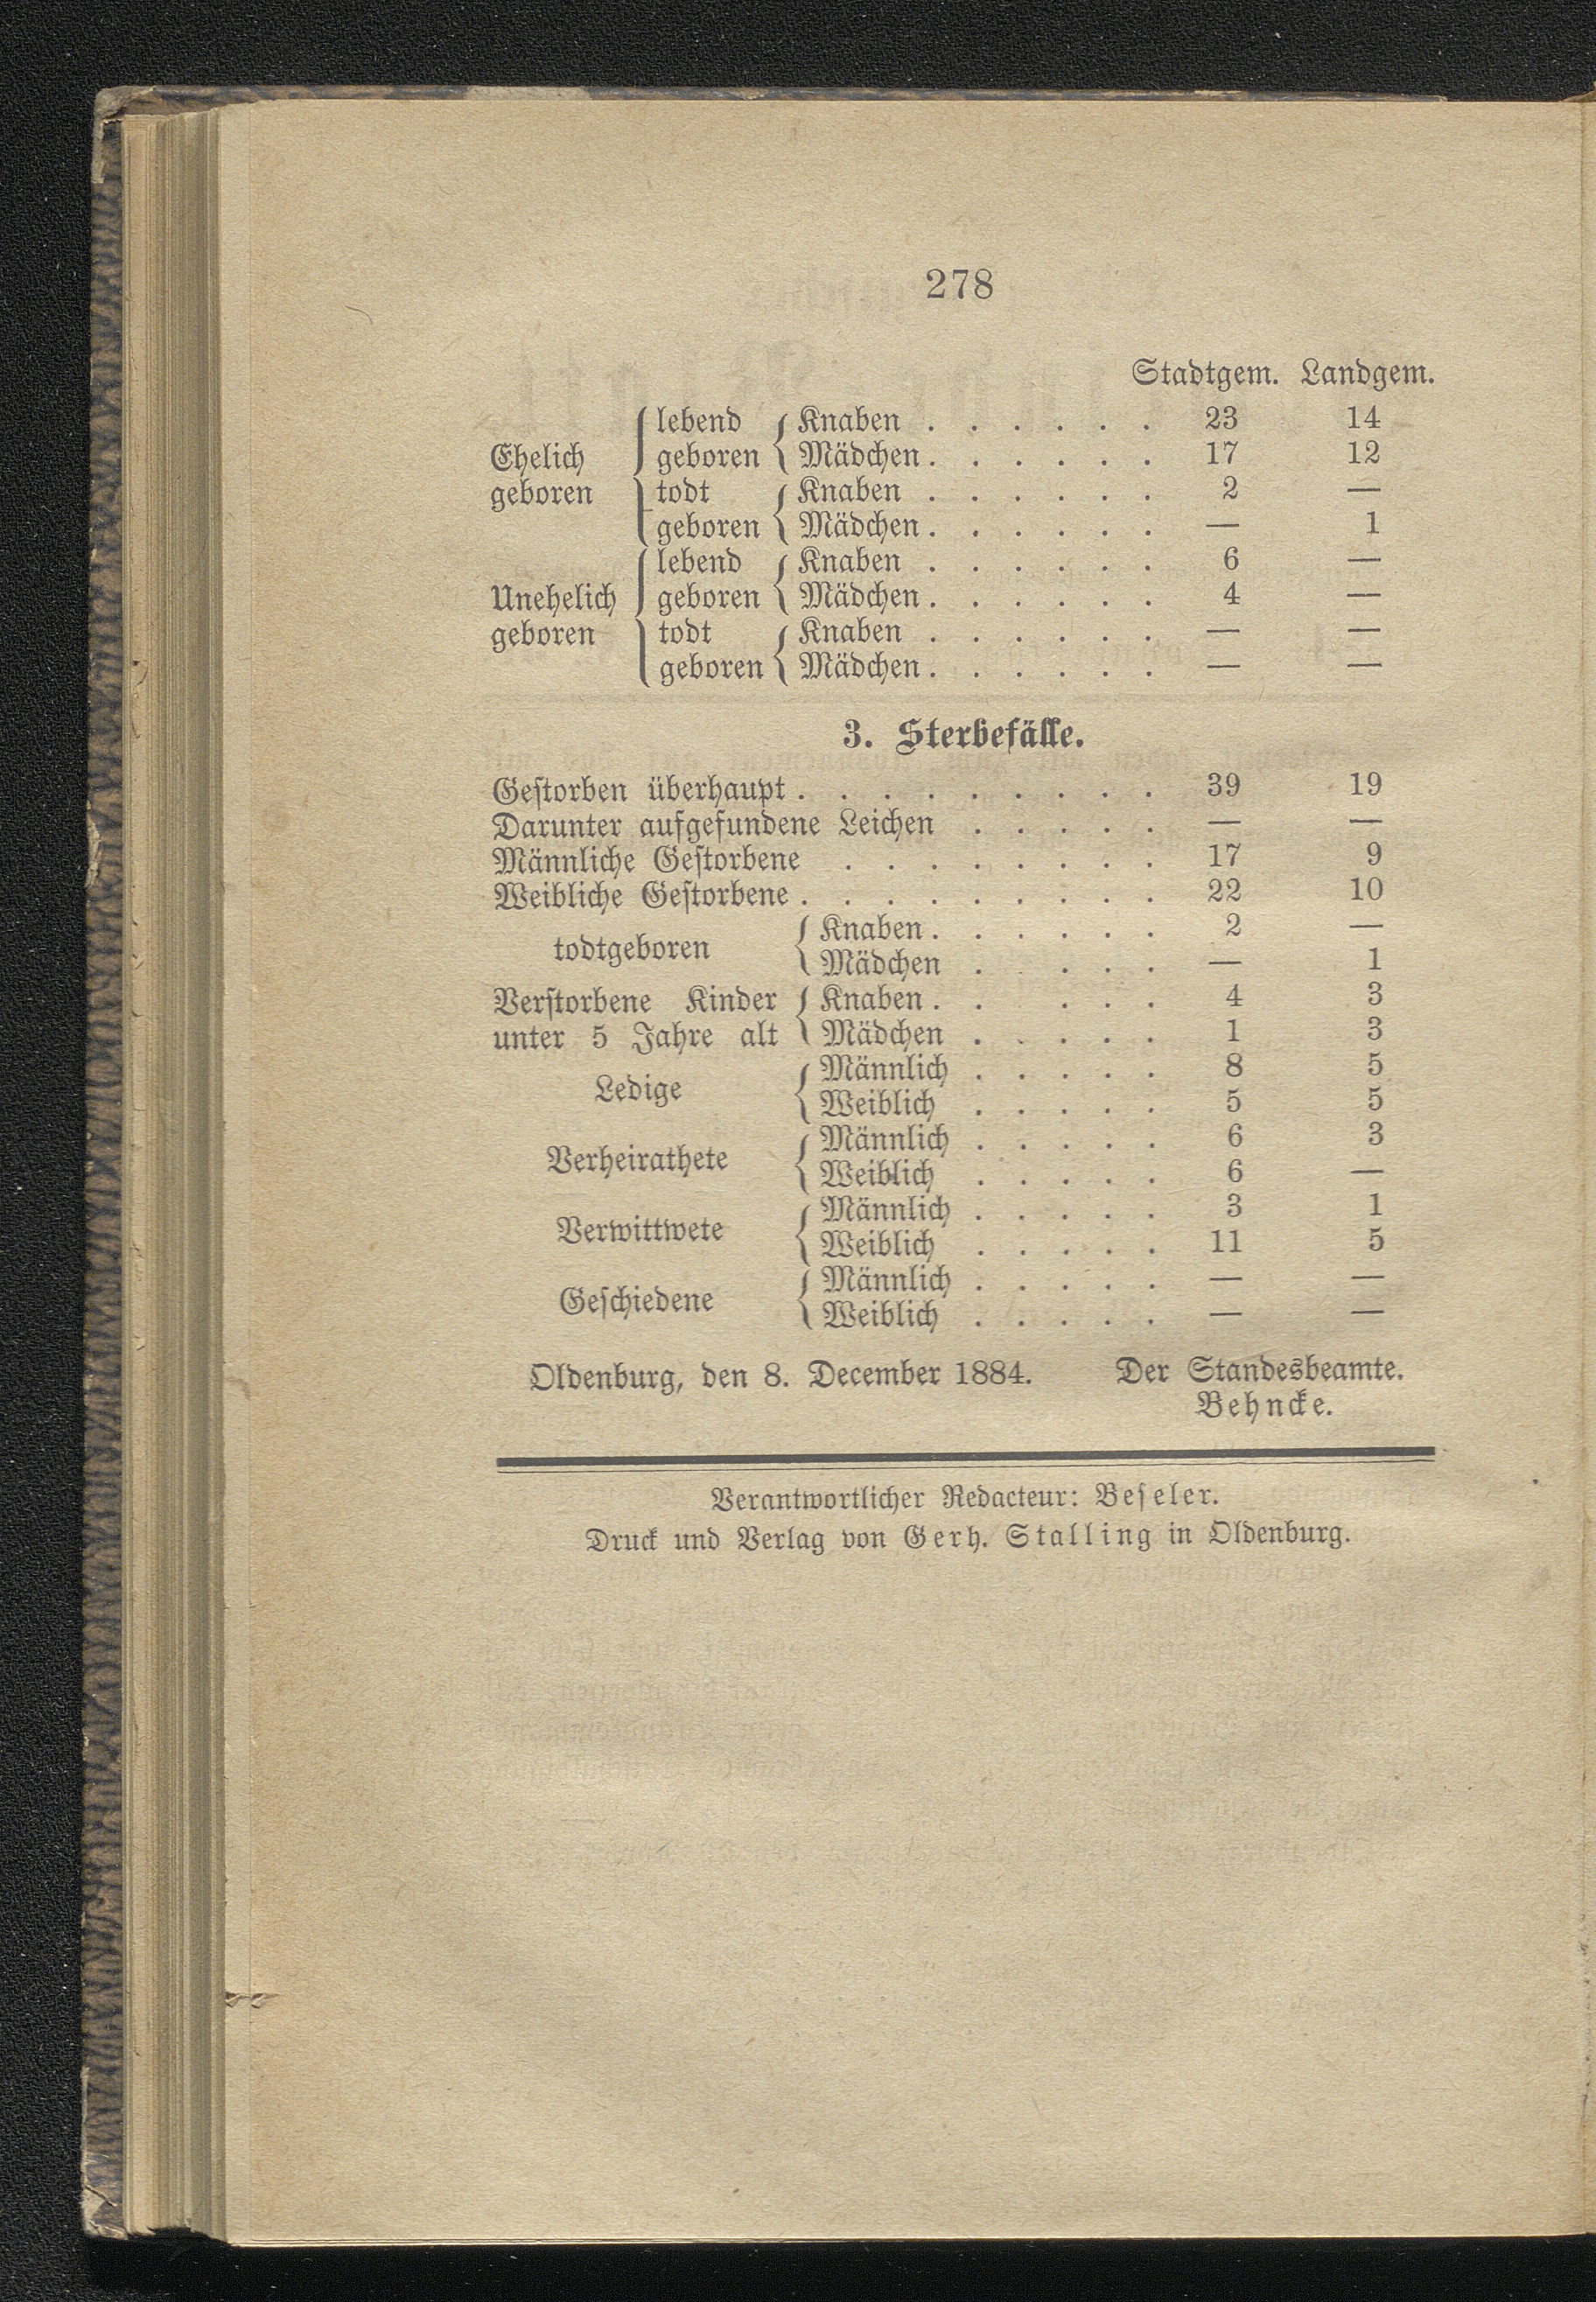 278
Stadtgem. Landgem.
lebend Knaben . . . . . . 23 14
Ehelich geboren Mädchen . . . . . . 17 12
geboren todt Knaben . . . . . . 2 —
geboren Mädchen . . . . . . — 1
lebend Knaben . . . . . . 6 —
Unehelich geboren Mädchen . . . . . . 4 —
geboren todt Knaben . . . . . . — —
geboren Mädchen . . . . . . — —
3. Sterbefälle.
Gestorben überhaupt . . . . . . . . . 39 19
Darunter aufgefundene Leichen . . . . . — —
Männliche Gestorbene . . . . . . . . 17 9
Weibliche Gestorbene . . . . . . . . . 22 10
todtgeboren Knaben . . . . . . 2 —
Mädchen . . . . . — 1
Verstorbene Kinder Knaben . . . . . 4 3
unter 5 Jahre alt Mädchen . . . . . 1 3
Ledige Männlich . . . . . 8 5
Weiblich . . . . . 5 5
Verheirathete Männlich . . . . . 6 3
Weiblich . . . . . 6 —
Verwittwete Männlich . . . . . 3 1
Weiblich . . . . . 11 5
Geschiedene Männlich . . . . . — —
Weiblich . . . . . — —
Oldenburg, den 8. December 1884. Der Standesbeamte.
Behncke.
Verantwortlicher Redacteur: Beseler.
Druck und Verlag von Gerh. Stalling in Oldenburg.